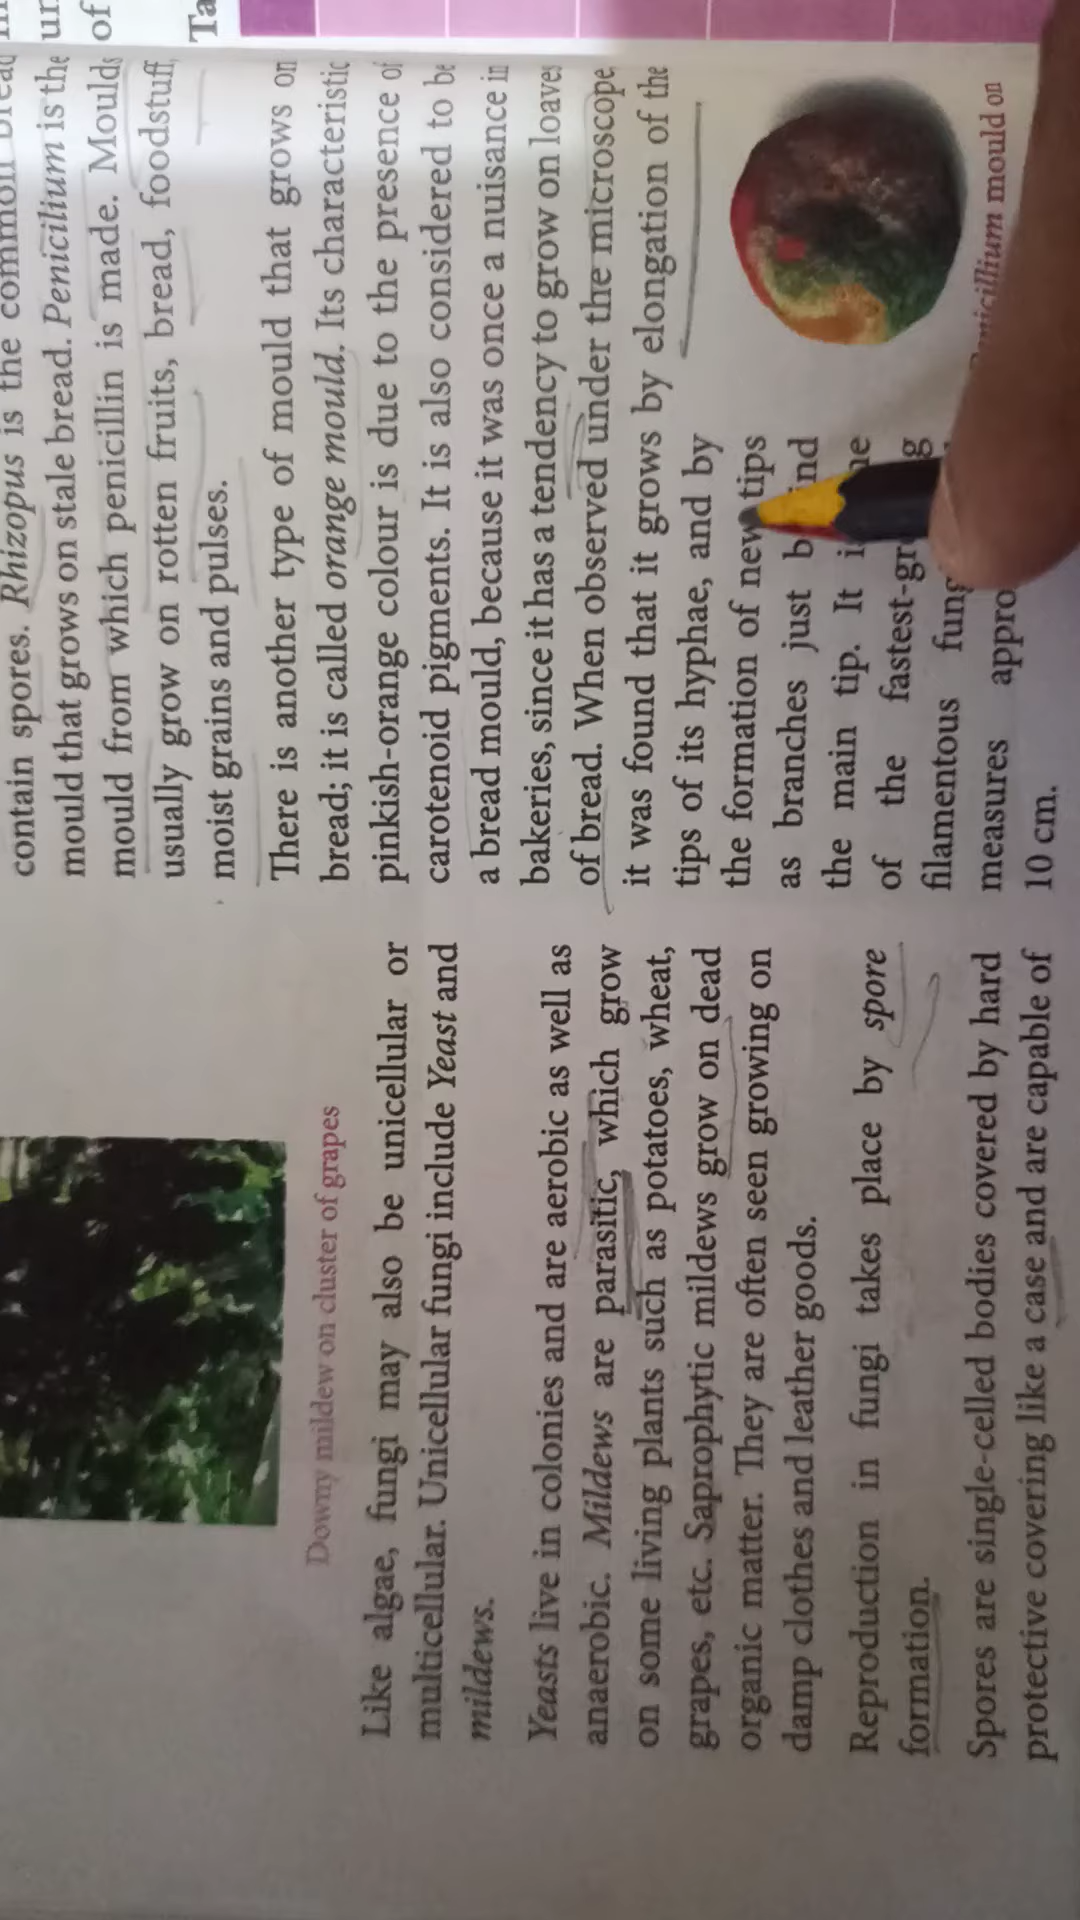 Downy mildew on cluster of grapes
Like algae, fungi may also be unicellular or
multicellular. Unicellular fungi include Yeast and
mildews.
Yeasts live in colonies and are aerobic as well as
anaerobic. Mildews are parasitic, which grow
on some living plants such as potatoes, wheat,
grapes, etc. Saprophytic mildews grow on dead
organic matter. They are often seen growing on
damp clothes and leather goods.
Reproduction in fungi takes place by spore
formation.
Spores are single-celled bodies covered by hard
protective covering like a case and are capable of
contain spores. Rhizopus is the common
mould that grows on stale bread. Penicilium is the
mould from which penicillin is made. Moulds
usually grow on rotten fruits, bread, foodstuff,
moist grains and pulses.
There is another type of mould that grows on
bread; it is called orange mould. Its characteristic
pinkish-orange colour is due to the presence of
carotenoid pigments. It is also considered to be
a bread mould, because it was once a nuisance in
bakeries, since it has a tendency to grow on loaves
of bread. When observed under the microscope,
it was found that it grows by elongation of the
tips of its hyphae, and by
the formation of new tips
as branches just
the main tip. It
of the
filamentous
measures
10 cm.
mould on
of